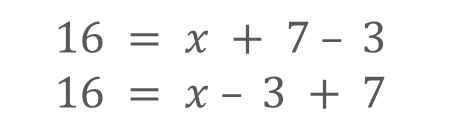 16 = x + 7 – 3
16 = x – 3 + 7